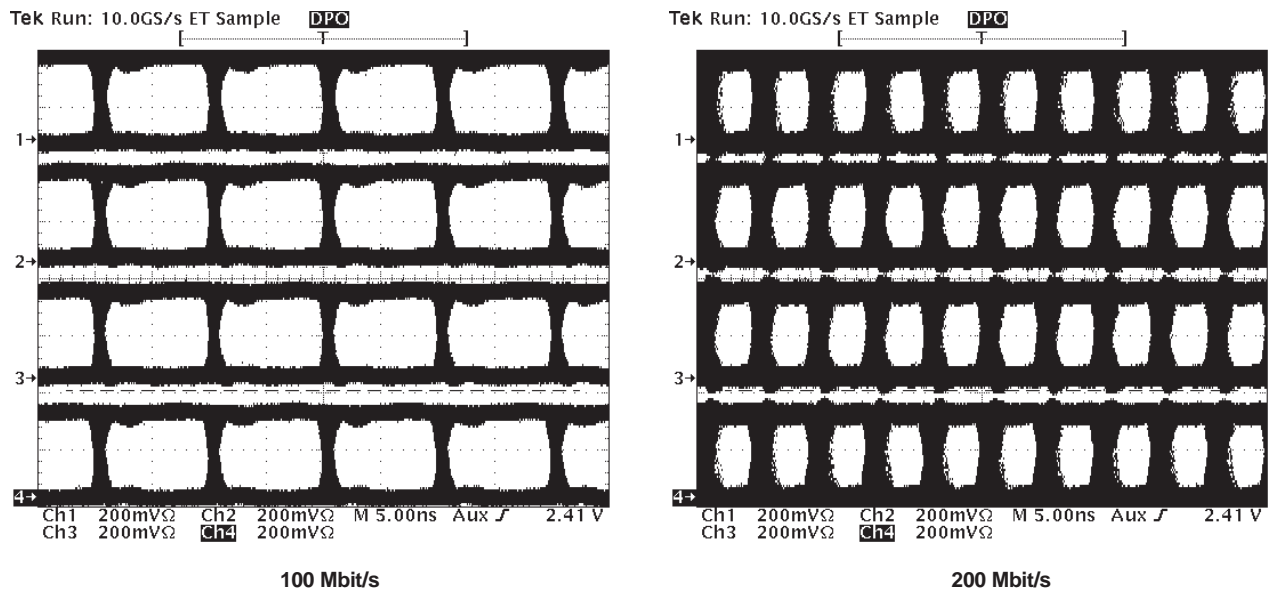 Tek Run: 10.0GS/s ET Sample DPO
[ T ]
1→
2→
3→
4→
Ch1 200mVΩ Ch2 200mVΩ M 5.00ns Aux ƒ 2.41 V
Ch3 200mVΩ Ch4 200mVΩ
100 Mbit/s
Tek Run: 10.0GS/s ET Sample DPO
[ T ]
1→
2→
3→
4→
Ch1 200mVΩ Ch2 200mVΩ M 5.00ns Aux ƒ 2.41 V
Ch3 200mVΩ Ch4 200mVΩ
200 Mbit/s